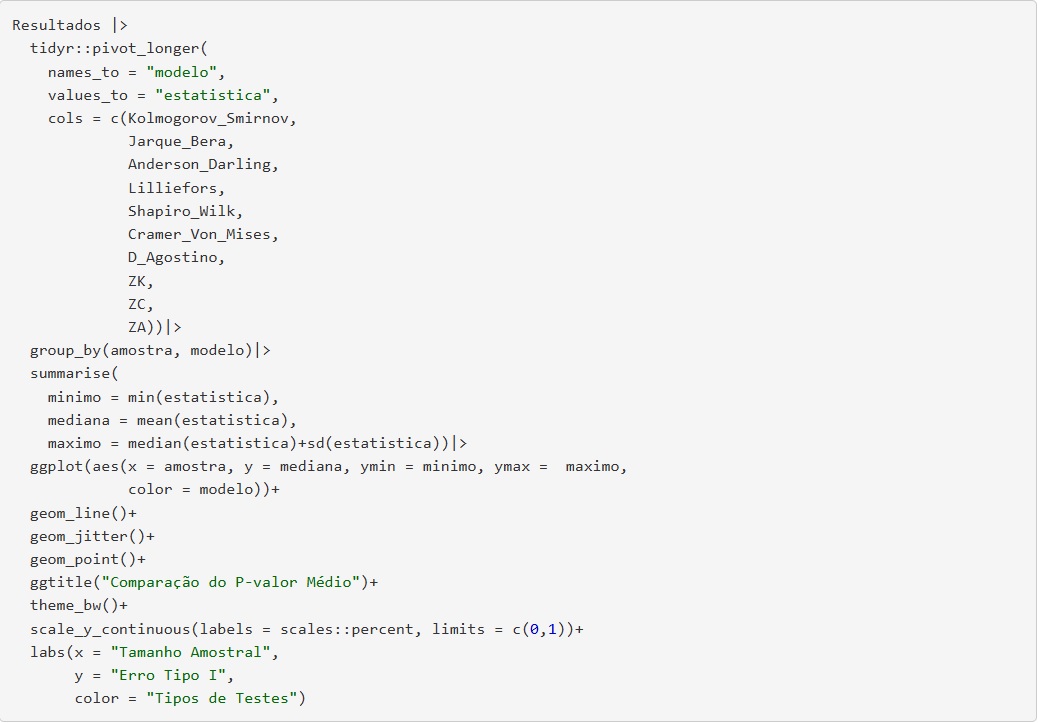 Resultados |>
  tidyr::pivot_longer(
    names_to = "modelo",
    values_to = "estatistica",
    cols = c(Kolmogorov_Smirnov,
             Jarque_Bera,
             Anderson_Darling,
             Lilliefors,
             Shapiro_Wilk,
             Cramer_Von_Mises,
             D_Agostino,
             ZK,
             ZC,
             ZA))|>
  group_by(amostra, modelo)|>
  summarise(
    minimo = min(estatistica),
    mediana = mean(estatistica),
    maximo = median(estatistica)+sd(estatistica))|>
  ggplot(aes(x = amostra, y = mediana, ymin = minimo, ymax =  maximo,
             color = modelo))+
  geom_line()+
  geom_jitter()+
  geom_point()+
  ggtitle("Comparação do P-valor Médio")+
  theme_bw()+
  scale_y_continuous(labels = scales::percent, limits = c(0,1))+
  labs(x = "Tamanho Amostral",
       y = "Erro Tipo I",
       color = "Tipos de Testes")